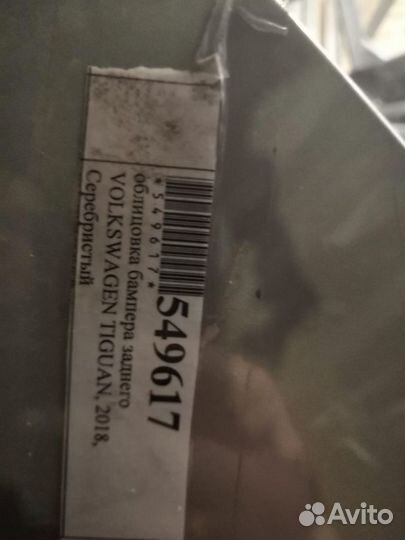 549617
*549617*
облицовка бампера заднего
VOLKSWAGEN TIGUAN, 2018,
Серебристый
Avito